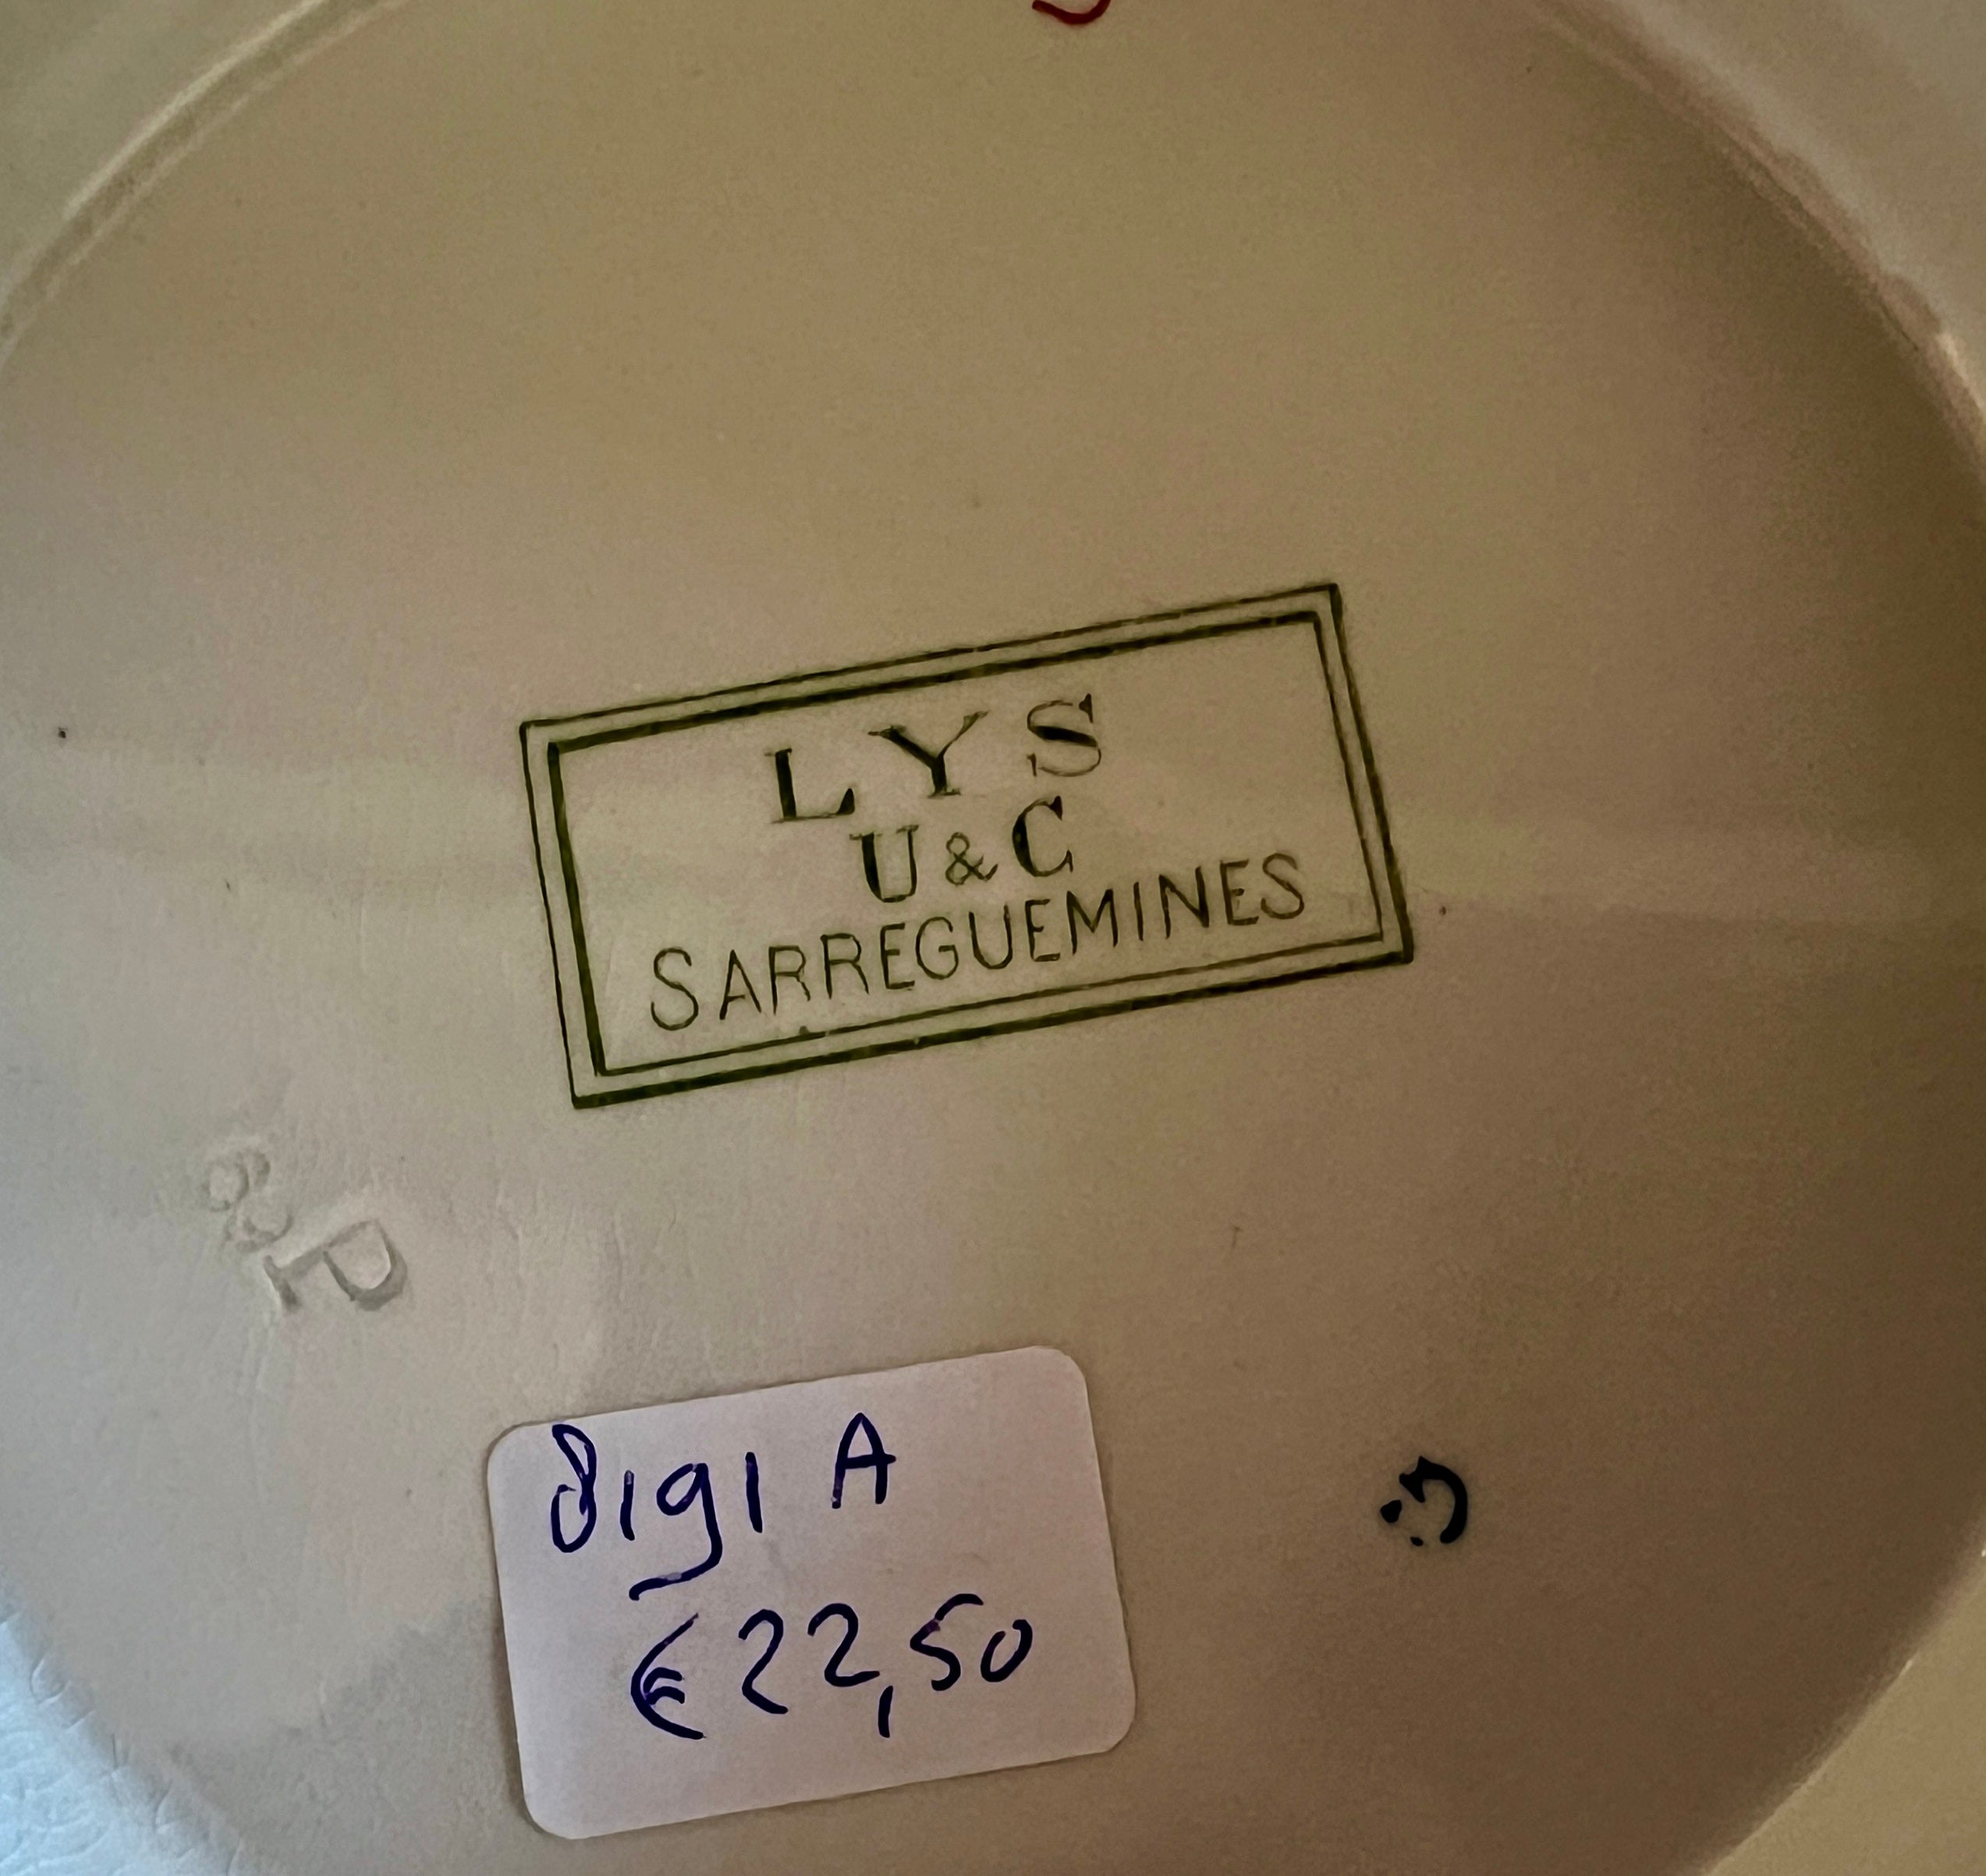 LYS
U & C
SARREGUEMINES
P
8191 A
€ 22,50